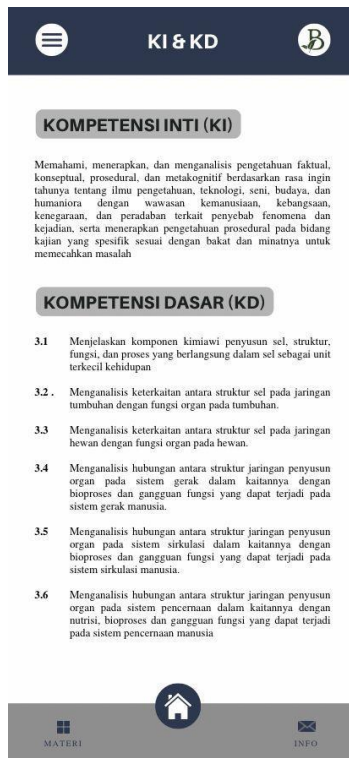 KI & KD
B
KOMPETENSI INTI (KI)
Memahami, menerapkan, dan menganalisis pengetahuan faktual,
konseptual, prosedural, dan metakognitif berdasarkan rasa ingin
tahunya tentang ilmu pengetahuan, teknologi, seni, budaya, dan
humaniora dengan wawasan kemanusiaan, kebangsaan,
kenegaraan, dan peradaban terkait penyebab fenomena dan
kejadian, serta menerapkan pengetahuan prosedural pada bidang
kajian yang spesifik sesuai dengan bakat dan minatnya untuk
memecahkan masalah
KOMPETENSI DASAR (KD)
3.1 Menjelaskan komponen kimiawi penyusun sel, struktur,
fungsi, dan proses yang berlangsung dalam sel sebagai unit
terkecil kehidupan
3.2 . Menganalisis keterkaitan antara struktur sel pada jaringan
tumbuhan dengan fungsi organ pada tumbuhan.
3.3 Menganalisis keterkaitan antara struktur sel pada jaringan
hewan dengan fungsi organ pada hewan.
3.4 Menganalisis hubungan antara struktur jaringan penyusun
organ pada sistem gerak dalam kaitannya dengan
bioproses dan gangguan fungsi yang dapat terjadi pada
sistem gerak manusia.
3.5 Menganalisis hubungan antara struktur jaringan penyusun
organ pada sistem sirkulasi dalam kaitannya dengan
bioproses dan gangguan fungsi yang dapat terjadi pada
sistem sirkulasi manusia.
3.6 Menganalisis hubungan antara struktur jaringan penyusun
organ pada sistem pencernaan dalam kaitannya dengan
nutrisi, bioproses dan gangguan fungsi yang dapat terjadi
pada sistem pencernaan manusia
MATERI
INFO